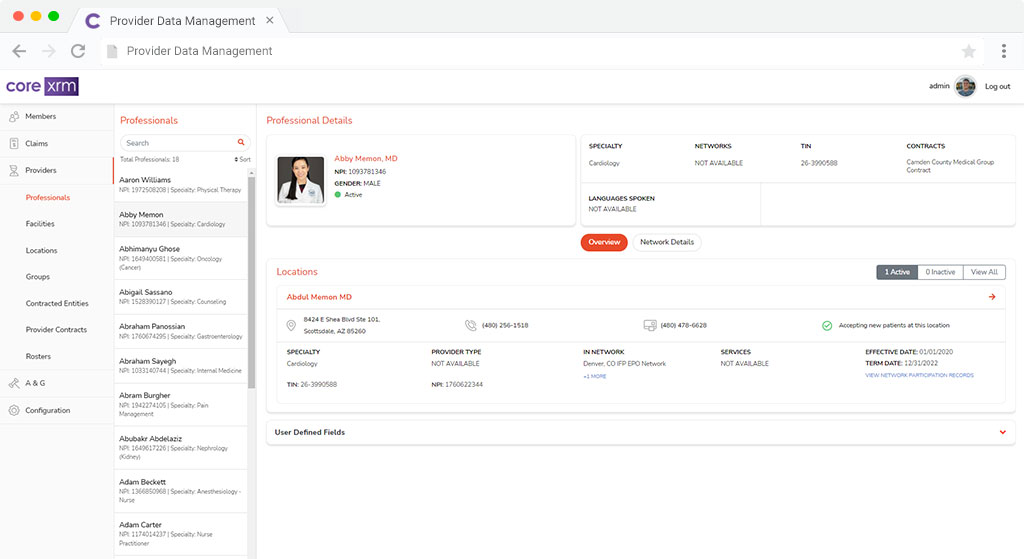 Provider Data Management
Provider Data Management
core xrm
admin
Log out
Members
Claims
Providers
Professionals
Facilities
Locations
Groups
Contracted Entities
Provider Contracts
Rosters
A & G
Configuration
Professionals
Search
Total Professionals: 18
Sort
Aaron Williams
NPI: 1972508208 | Specialty: Physical Therapy
Abby Memon
NPI: 1093781346 | Specialty: Cardiology
Abhimanyu Ghose
NPI: 1649400581 | Specialty: Oncology
(Cancer)
Abigail Sassano
NPI: 1528390127 | Specialty: Counseling
Abraham Panossian
NPI: 1760674295 | Specialty: Gastroenterology
Abraham Sayegh
NPI: 1033140744 | Specialty: Internal Medicine
Abram Burgher
NPI: 1942274105 | Specialty: Pain
Management
Abubakr Abdelaziz
NPI: 1649617226 | Specialty: Nephrology
(Kidney)
Adam Beckett
NPI: 1366850968 | Specialty: Anesthesiology -
Nurse
Adam Carter
NPI: 1174014237 | Specialty: Nurse
Practitioner
Professional Details
Abby Memon, MD
NPI: 1093781346
GENDER: MALE
Active
SPECIALTY
Cardiology
NETWORKS
NOT AVAILABLE
TIN
26-3990588
CONTRACTS
Camden County Medical Group
Contract
LANGUAGES SPOKEN
NOT AVAILABLE
Overview
Network Details
Locations
1 Active
0 Inactive
View All
Abdul Memon MD
8424 E Shea Blvd Ste 101,
Scottsdale, AZ 85260
(480) 256-1518
(480) 478-6628
Accepting new patients at this location
SPECIALTY
Cardiology
PROVIDER TYPE
NOT AVAILABLE
IN NETWORK
Denver, CO IFP EPO Network
+1 MORE
SERVICES
NOT AVAILABLE
EFFECTIVE DATE: 01/01/2020
TERM DATE: 12/31/2022
VIEW NETWORK PARTICIPATION RECORDS
TIN: 26-3990588
NPI: 1760622344
User Defined Fields